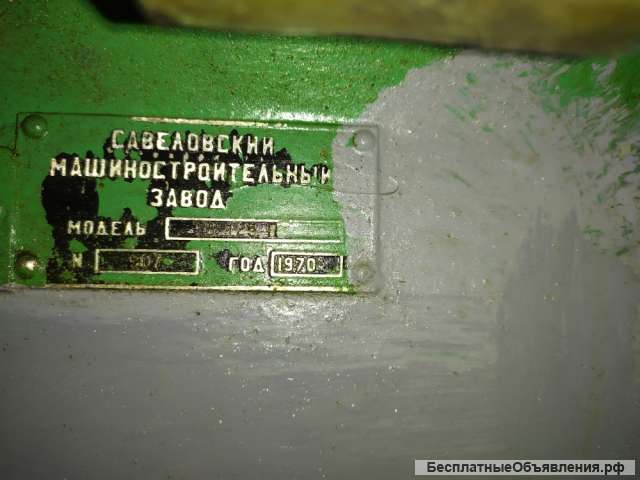 САВЕЛОВСКИЙ
МАШИНОСТРОИТЕЛЬНЫЙ
ЗАВОД
МОДЕЛЬ
N ГОД 1970
БесплатныеОбъявления.рф